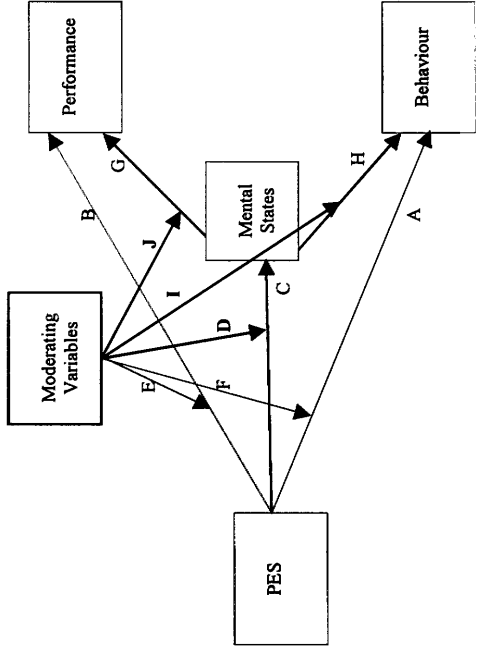 Moderating
Variables
Performance
B
G
J
E
I
D
F
Mental
States
PES
C
H
A
Behaviour